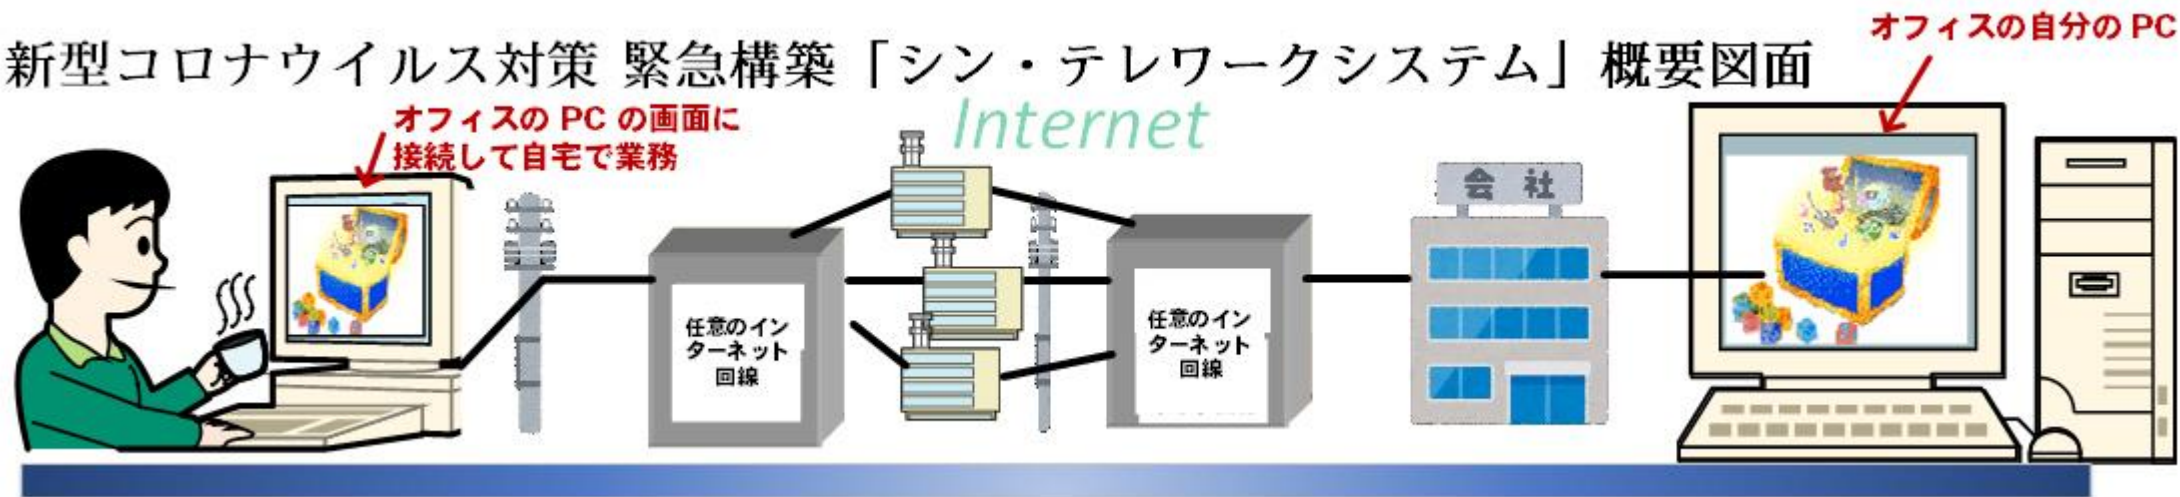 新型コロナウイルス対策 緊急構築「シン・テレワークシステム」概要図面
オフィスの自分の PC
オフィスの PC の画面に
接続して自宅で業務
Internet
任意のイン
ターネット
回線
任意のイン
ターネット
回線
会社